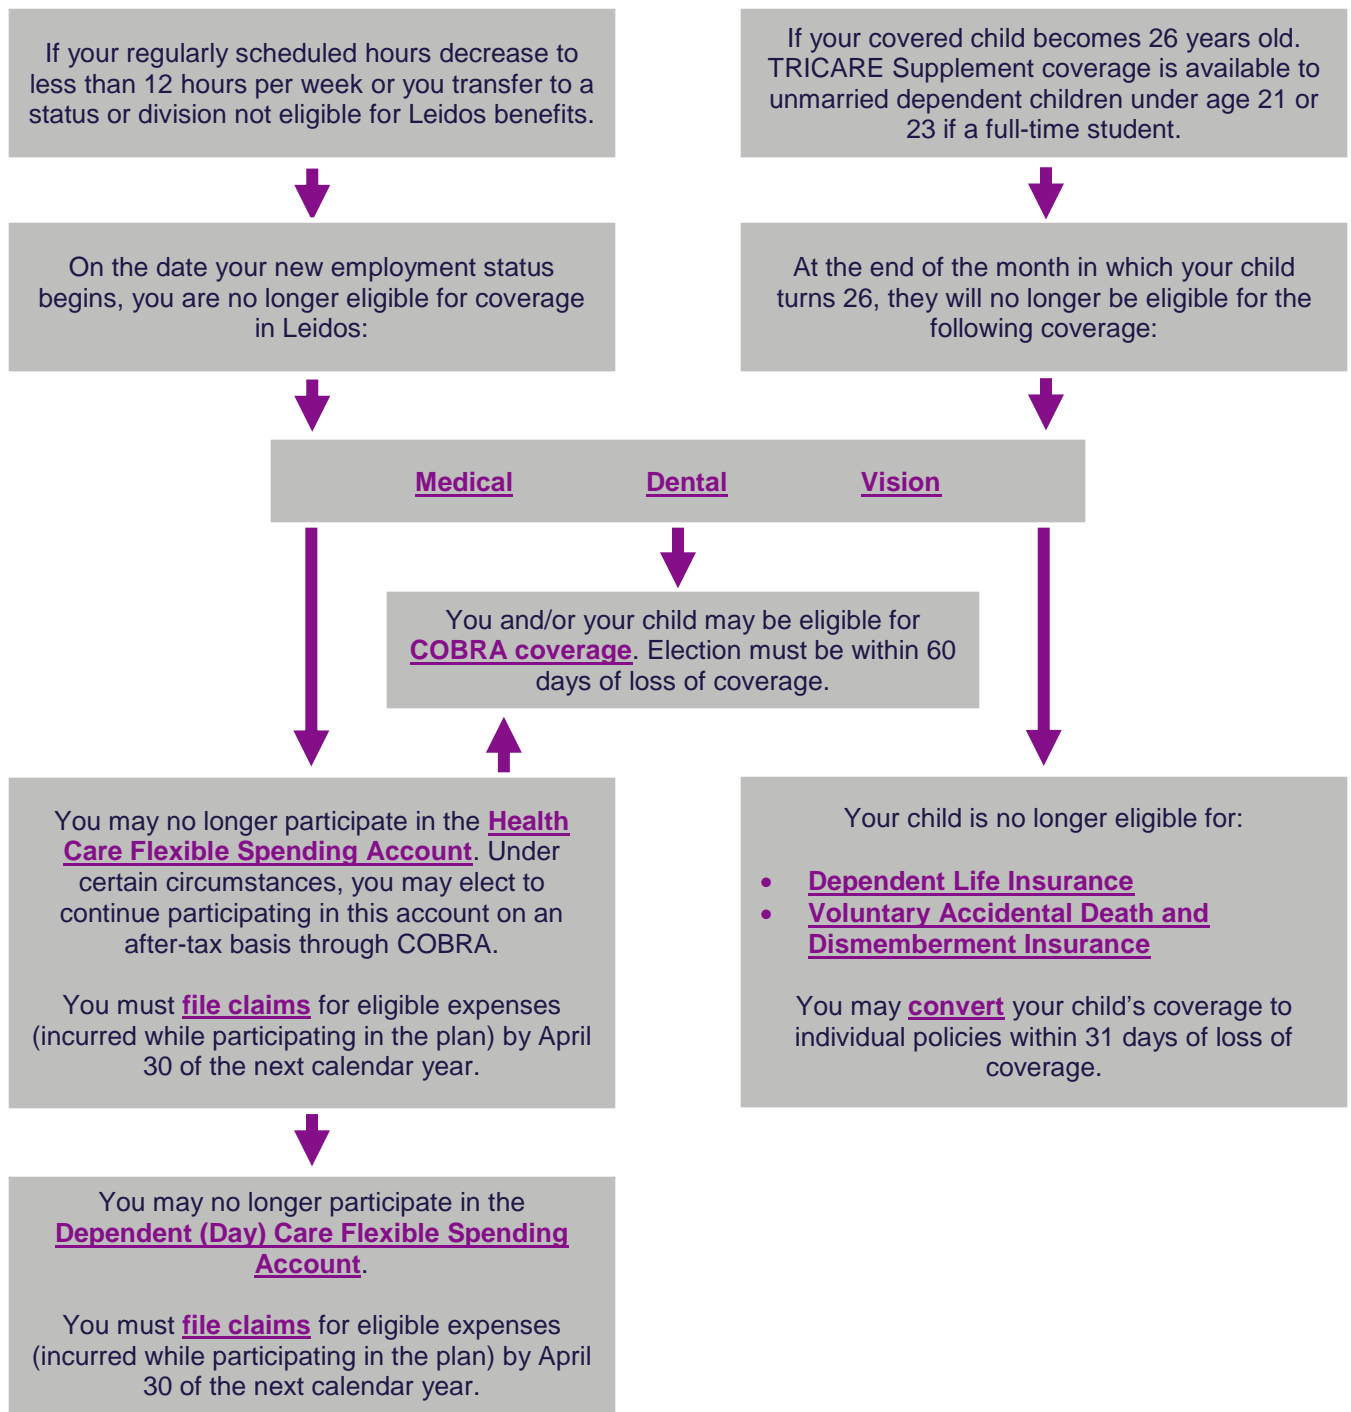 If your regularly scheduled hours decrease to
less than 12 hours per week or you transfer to a
status or division not eligible for Leidos benefits.
If your covered child becomes 26 years old.
TRICARE Supplement coverage is available to
unmarried dependent children under age 21 or
23 if a full-time student.
On the date your new employment status
begins, you are no longer eligible for coverage
in Leidos:
At the end of the month in which your child
turns 26, they will no longer be eligible for the
following coverage:
Medical Dental Vision
You and/or your child may be eligible for
COBRA coverage. Election must be within 60
days of loss of coverage.
You may no longer participate in the Health
Care Flexible Spending Account. Under
certain circumstances, you may elect to
continue participating in this account on an
after-tax basis through COBRA.
You must file claims for eligible expenses
(incurred while participating in the plan) by April
30 of the next calendar year.
Your child is no longer eligible for:
• Dependent Life Insurance
• Voluntary Accidental Death and
Dismemberment Insurance
You may convert your child’s coverage to
individual policies within 31 days of loss of
coverage.
You may no longer participate in the
Dependent (Day) Care Flexible Spending
Account.
You must file claims for eligible expenses
(incurred while participating in the plan) by April
30 of the next calendar year.